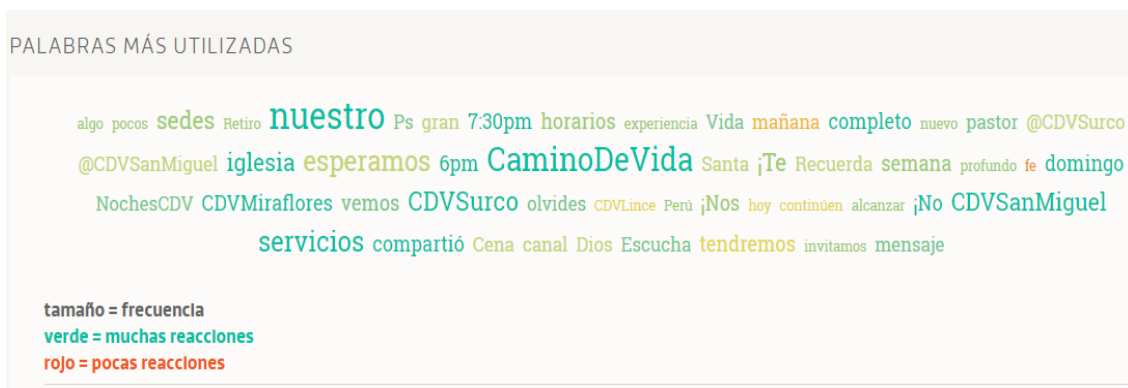 PALABRAS MÁS UTILIZADAS
algo pocos sedes Retiro nuestro Ps gran 7:30pm horarios experiencia Vida mañana completo nuevo pastor @CDVSurco
@CDVSanMiguel iglesia esperamos 6pm CaminoDeVida Santa ¡Te Recuerda semana profundo fe domingo
NochesCDV CDVMiraflores vemos CDVSurco olvides CDVLince Perú ¡Nos hoy continúen alcanzar ¡No CDVSanMiguel
servicios compartió Cena canal Dios Escucha tendremos invitamos mensaje
tamaño = frecuencia
verde = muchas reacciones
rojo = pocas reacciones